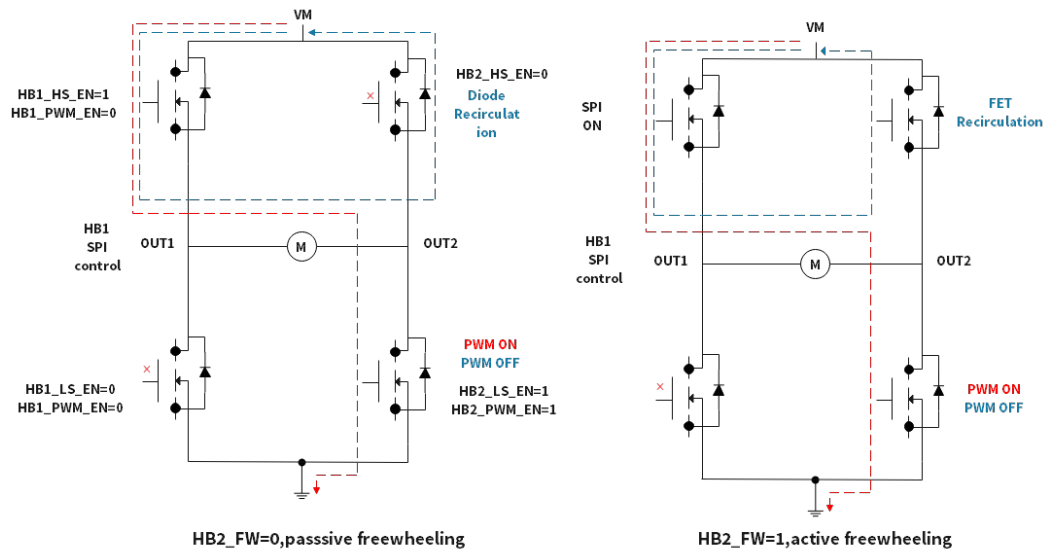 VM
HB1_HS_EN=1
HB1_PWM_EN=0
HB2_HS_EN=0
Diode
Recirculat
ion
HB1
SPI
control
OUT1
M
OUT2
HB1_LS_EN=0
HB1_PWM_EN=0
PWM ON
PWM OFF
HB2_LS_EN=1
HB2_PWM_EN=1
HB2_FW=0,passsive freewheeling
VM
SPI
ON
FET
Recirculation
HB1
SPI
control
OUT1
M
OUT2
PWM ON
PWM OFF
HB2_FW=1,active freewheeling